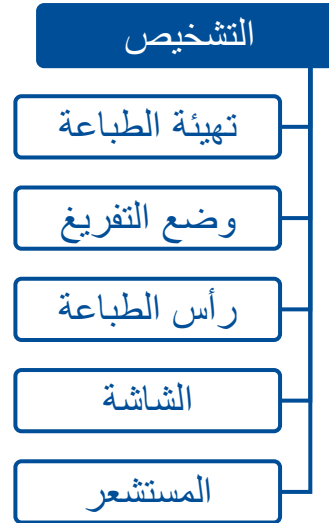 التشخيص
تهيئة الطباعة
وضع التفريغ
رأس الطباعة
الشاشة
المستشعر